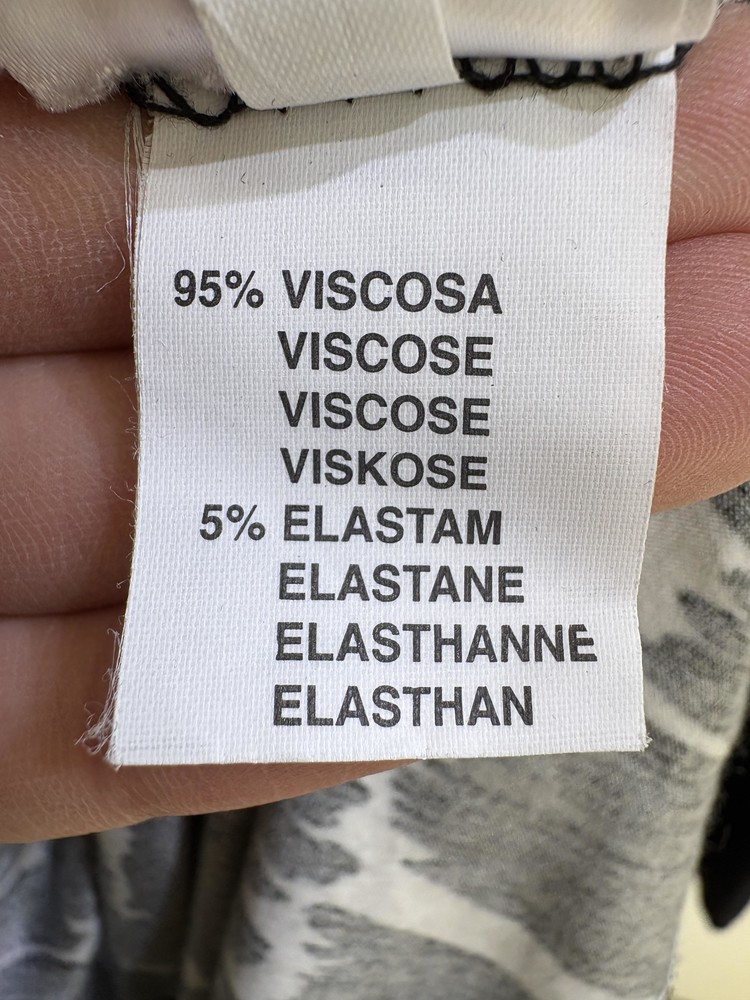 95% VISCOSA
VISCOSE
VISCOSE
VISKOSE
5% ELASTAM
ELASTANE
ELASTHANNE
ELASTHAN